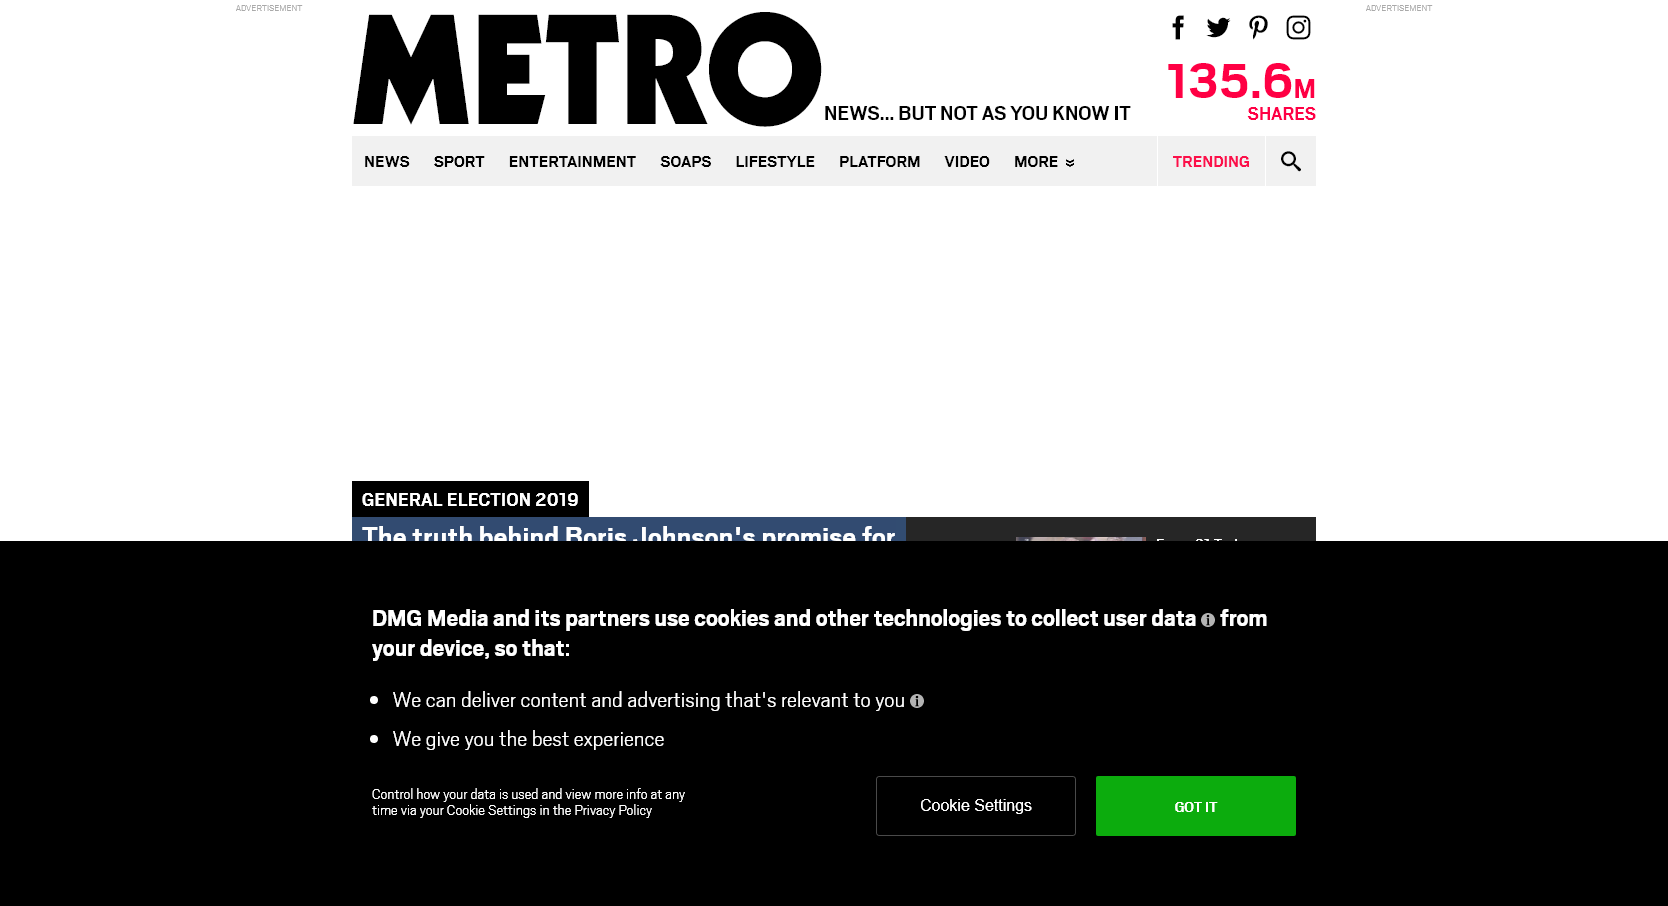 ADVERTISEMENT
ADVERTISEMENT
METRO
NEWS... BUT NOT AS YOU KNOW IT
135.6M
SHARES
NEWS SPORT ENTERTAINMENT SOAPS LIFESTYLE PLATFORM VIDEO MORE TRENDING
GENERAL ELECTION 2019
The truth behind Boris Johnson's promise for
DMG Media and its partners use cookies and other technologies to collect user data from
your device, so that:
• We can deliver content and advertising that's relevant to you
• We give you the best experience
Control how your data is used and view more info at any
time via your Cookie Settings in the Privacy Policy
Cookie Settings
GOT IT